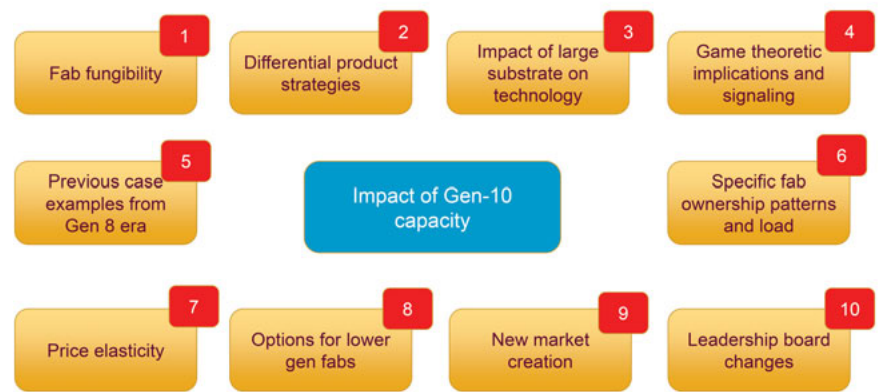 1
Fab fungibility
2
Differential product
strategies
3
Impact of large
substrate on
technology
4
Game theoretic
implications and
signaling
5
Previous case
examples from
Gen 8 era
Impact of Gen-10
capacity
6
Specific fab
ownership patterns
and load
7
Price elasticity
8
Options for lower
gen fabs
9
New market
creation
10
Leadership board
changes